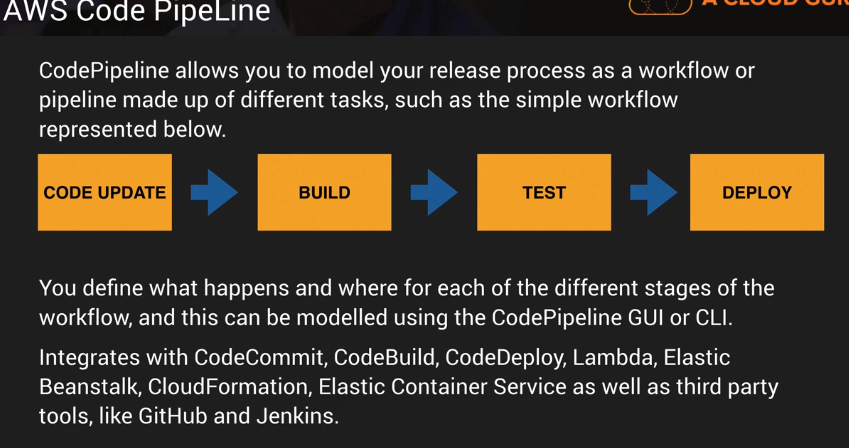 AWS Code PipeLine
A CLOUD GUR
CodePipeline allows you to model your release process as a workflow or
pipeline made up of different tasks, such as the simple workflow
represented below.
CODE UPDATE
BUILD
TEST
DEPLOY
You define what happens and where for each of the different stages of the
workflow, and this can be modelled using the CodePipeline GUI or CLI.
Integrates with CodeCommit, CodeBuild, CodeDeploy, Lambda, Elastic
Beanstalk, CloudFormation, Elastic Container Service as well as third party
tools, like GitHub and Jenkins.